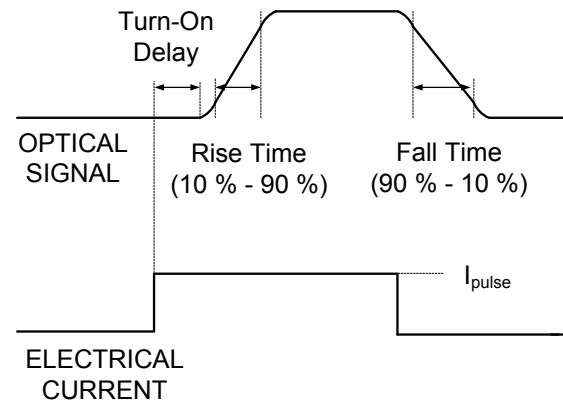 Turn-On
Delay
OPTICAL
SIGNAL
Rise Time
(10 % - 90 %)
Fall Time
(90 % - 10 %)
Ipulse
ELECTRICAL
CURRENT